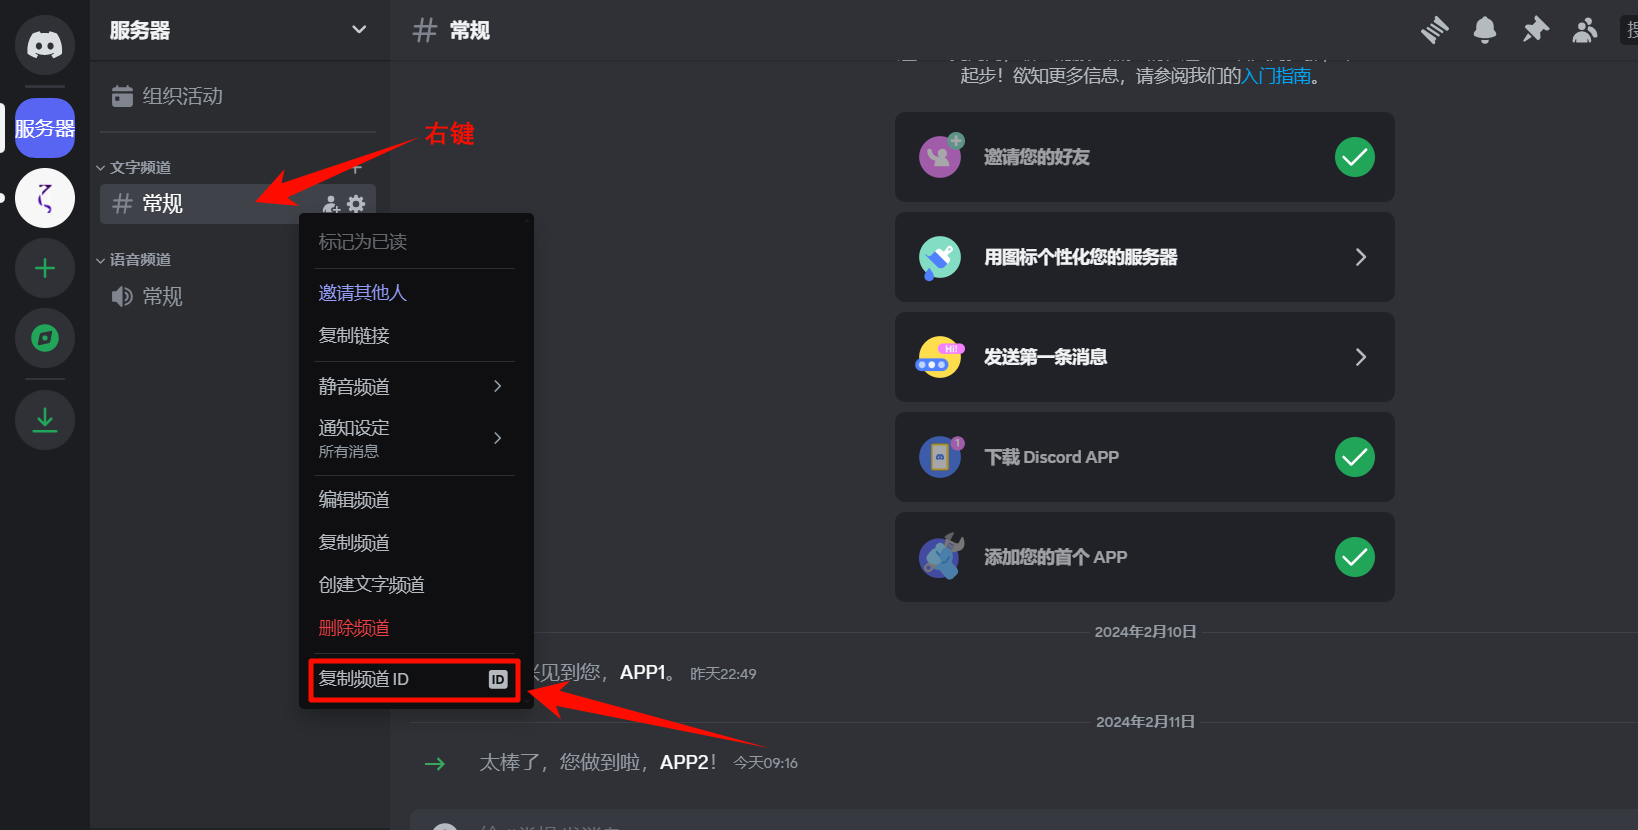 服务器
服务器
组织活动
文字频道
常规
语音频道
常规
右键
标记为已读
邀请其他人
复制链接
静音频道
通知设定
所有消息
编辑频道
复制频道
创建文字频道
删除频道
复制频道 ID
ID
常规
起步！欲知更多信息，请参阅我们的入门指南。
邀请您的好友
用图标个性化您的服务器
Hi!
发送第一条消息
1
下载 Discord APP
添加您的首个 APP
2024年2月10日
见到您，APP1。 昨天22:49
2024年2月11日
太棒了，您做到啦，APP2！ 今天09:16